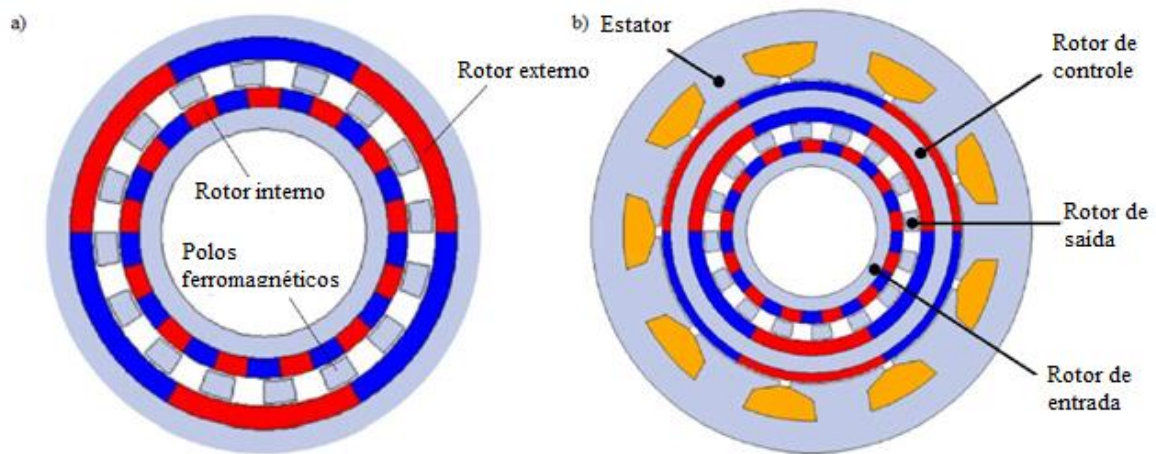 a)
Rotor externo
Rotor interno
Polos
ferromagnéticos
b)
Estator
Rotor de
controle
Rotor de
saída
Rotor de
entrada